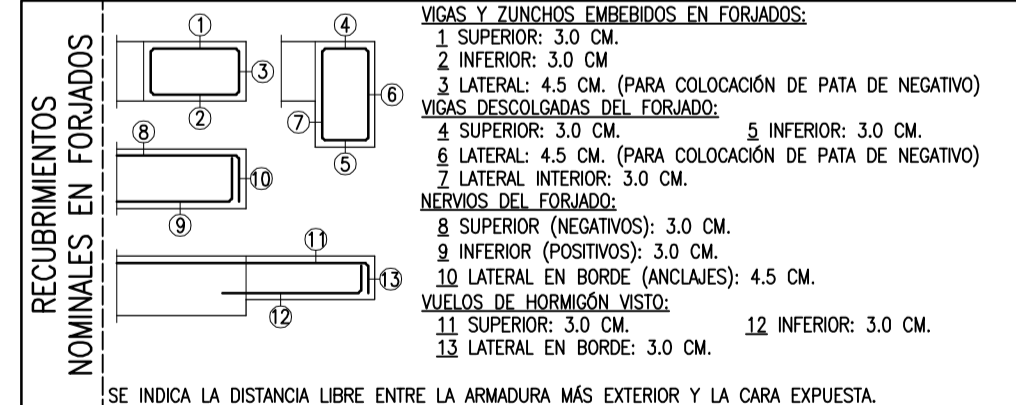 RECUBRIMIENTOS
NOMINALES EN FORJADOS
1
2
3
4
5
6
7
8
9
10
11
12
13
VIGAS Y ZUNCHOS EMBEBIDOS EN FORJADOS:
1 SUPERIOR: 3.0 CM.
2 INFERIOR: 3.0 CM
3 LATERAL: 4.5 CM. (PARA COLOCACIÓN DE PATA DE NEGATIVO)
VIGAS DESCOLGADAS DEL FORJADO:
4 SUPERIOR: 3.0 CM. 5 INFERIOR: 3.0 CM.
6 LATERAL: 4.5 CM. (PARA COLOCACIÓN DE PATA DE NEGATIVO)
7 LATERAL INTERIOR: 3.0 CM.
NERVIOS DEL FORJADO:
8 SUPERIOR (NEGATIVOS): 3.0 CM.
9 INFERIOR (POSITIVOS): 3.0 CM.
10 LATERAL EN BORDE (ANCLAJES): 4.5 CM.
VUELOS DE HORMIGÓN VISTO:
11 SUPERIOR: 3.0 CM. 12 INFERIOR: 3.0 CM.
13 LATERAL EN BORDE: 3.0 CM.
SE INDICA LA DISTANCIA LIBRE ENTRE LA ARMADURA MÁS EXTERIOR Y LA CARA EXPUESTA.